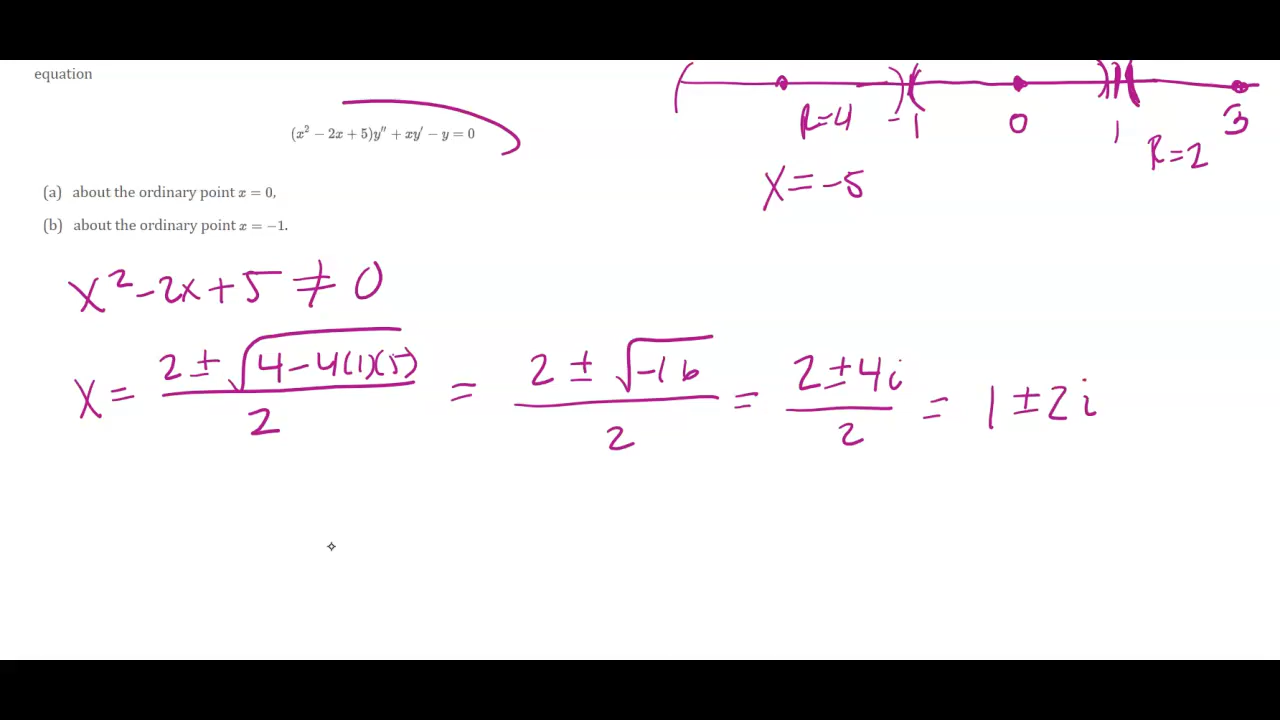 equation
(x² − 2x + 5)y″ + xy′ − y = 0
(a) about the ordinary point x = 0,
(b) about the ordinary point x = −1.
R=4 -1 0 1 3
R=2
X=-5
x²-2x+5 ≠ 0
X = 2 ± √4-4(1)(5) / 2 = 2 ± √-16 / 2 = 2±4i / 2 = 1 ± 2i